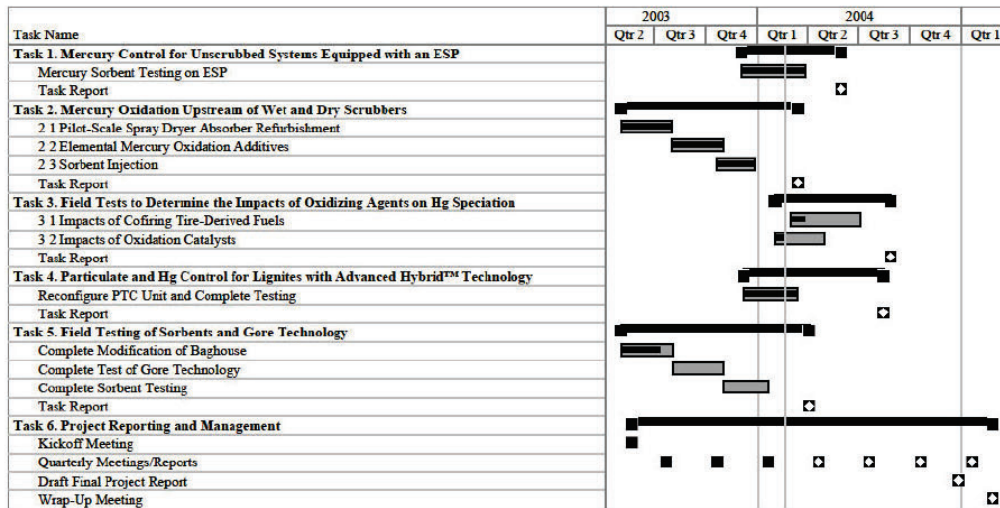 2003 2004
Task Name Qtr 2 Qtr 3 Qtr 4 Qtr 1 Qtr 2 Qtr 3 Qtr 4 Qtr 1
Task 1. Mercury Control for Unscrubbed Systems Equipped with an ESP
Mercury Sorbent Testing on ESP
Task Report
Task 2. Mercury Oxidation Upstream of Wet and Dry Scrubbers
2 1 Pilot-Scale Spray Dryer Absorber Refurbishment
2 2 Elemental Mercury Oxidation Additives
2 3 Sorbent Injection
Task Report
Task 3. Field Tests to Determine the Impacts of Oxidizing Agents on Hg Speciation
3 1 Impacts of Cofiring Tire-Derived Fuels
3 2 Impacts of Oxidation Catalysts
Task Report
Task 4. Particulate and Hg Control for Lignites with Advanced Hybrid™ Technology
Reconfigure PTC Unit and Complete Testing
Task Report
Task 5. Field Testing of Sorbents and Gore Technology
Complete Modification of Baghouse
Complete Test of Gore Technology
Complete Sorbent Testing
Task Report
Task 6. Project Reporting and Management
Kickoff Meeting
Quarterly Meetings/Reports
Draft Final Project Report
Wrap-Up Meeting